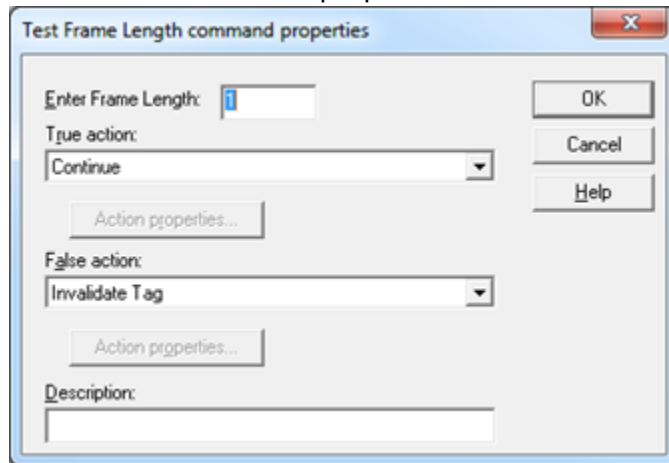 Test Frame Length command properties
Enter Frame Length: 1
OK
True action:
Cancel
Continue
Help
Action properties...
False action:
Invalidate Tag
Action properties...
Description: